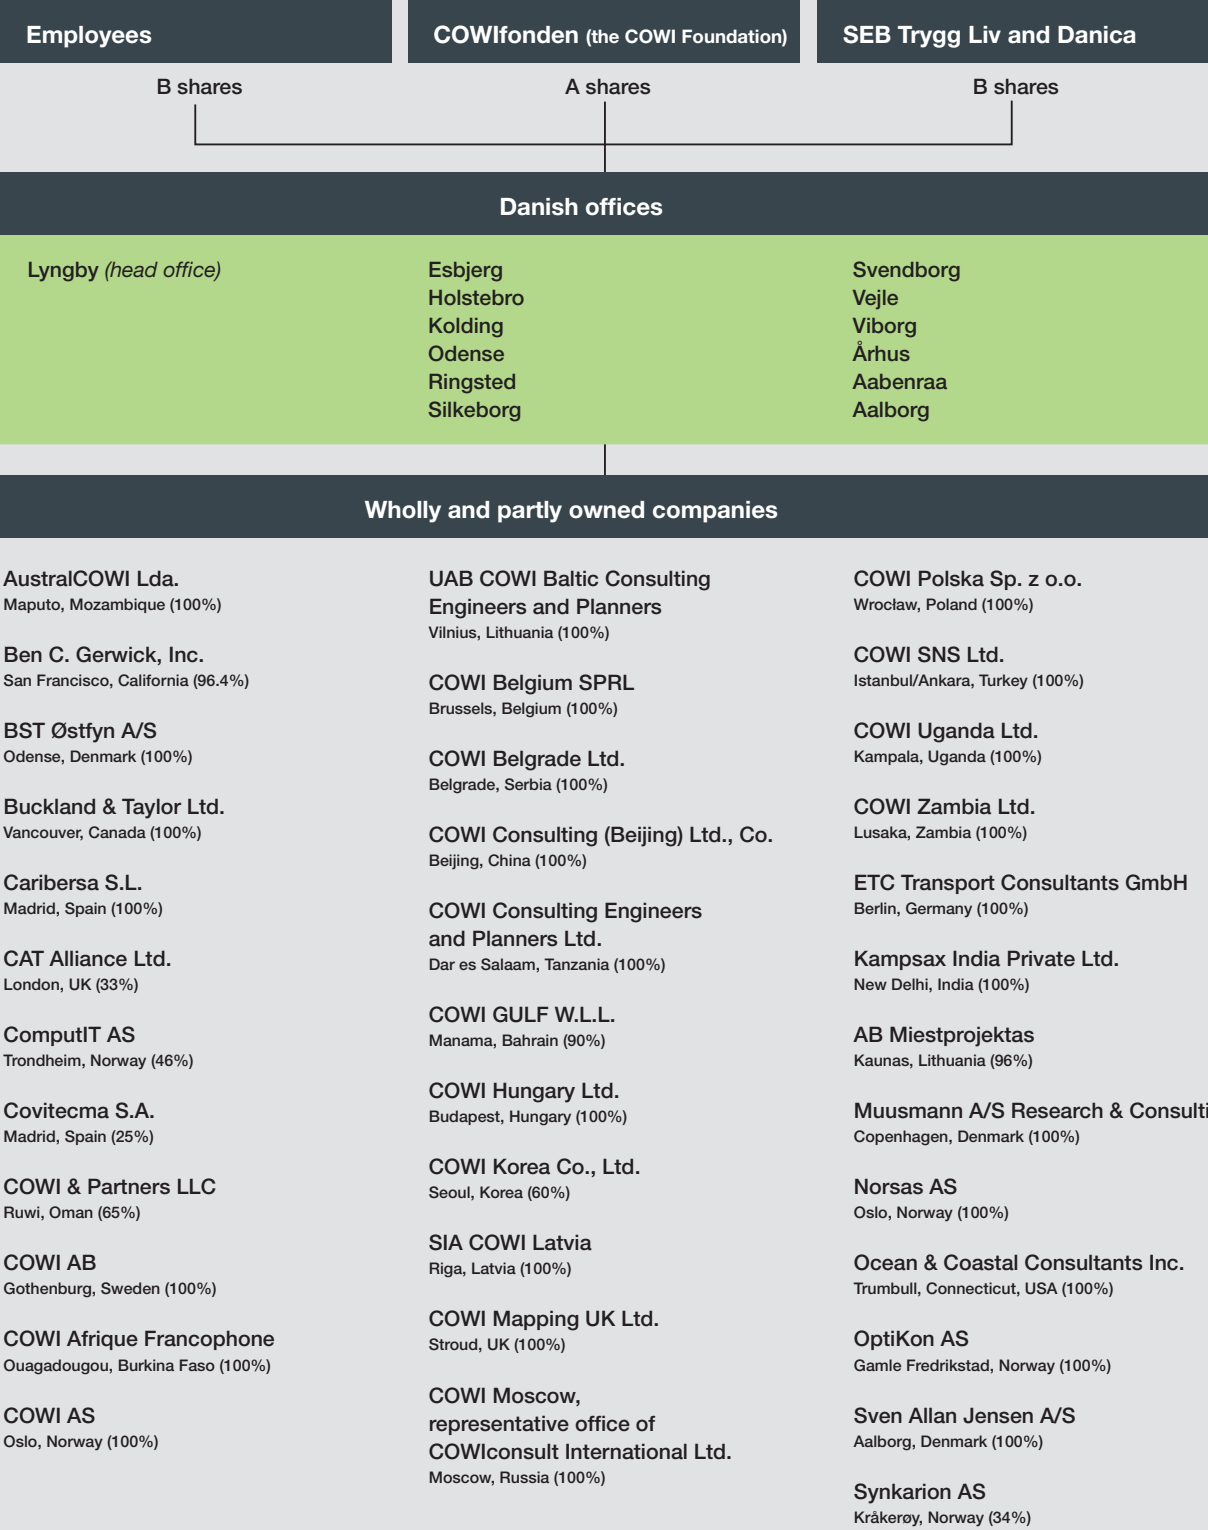 Employees
COWIfonden (the COWI Foundation)
SEB Trygg Liv and Danica
B shares
A shares
B shares
Danish offices
Lyngby (head office)
Esbjerg
Holstebro
Kolding
Odense
Ringsted
Silkeborg
Svendborg
Vejle
Viborg
Århus
Aabenraa
Aalborg
Wholly and partly owned companies
AustralCOWI Lda.
Maputo, Mozambique (100%)
Ben C. Gerwick, Inc.
San Francisco, California (96.4%)
BST Østfyn A/S
Odense, Denmark (100%)
Buckland & Taylor Ltd.
Vancouver, Canada (100%)
Caribersa S.L.
Madrid, Spain (100%)
CAT Alliance Ltd.
London, UK (33%)
ComputIT AS
Trondheim, Norway (46%)
Covitecma S.A.
Madrid, Spain (25%)
COWI & Partners LLC
Ruwi, Oman (65%)
COWI AB
Gothenburg, Sweden (100%)
COWI Afrique Francophone
Ouagadougou, Burkina Faso (100%)
COWI AS
Oslo, Norway (100%)
UAB COWI Baltic Consulting
Engineers and Planners
Vilnius, Lithuania (100%)
COWI Belgium SPRL
Brussels, Belgium (100%)
COWI Belgrade Ltd.
Belgrade, Serbia (100%)
COWI Consulting (Beijing) Ltd., Co.
Beijing, China (100%)
COWI Consulting Engineers
and Planners Ltd.
Dar es Salaam, Tanzania (100%)
COWI GULF W.L.L.
Manama, Bahrain (90%)
COWI Hungary Ltd.
Budapest, Hungary (100%)
COWI Korea Co., Ltd.
Seoul, Korea (60%)
SIA COWI Latvia
Riga, Latvia (100%)
COWI Mapping UK Ltd.
Stroud, UK (100%)
COWI Moscow,
representative office of
COWIconsult International Ltd.
Moscow, Russia (100%)
COWI Polska Sp. z o.o.
Wrocław, Poland (100%)
COWI SNS Ltd.
Istanbul/Ankara, Turkey (100%)
COWI Uganda Ltd.
Kampala, Uganda (100%)
COWI Zambia Ltd.
Lusaka, Zambia (100%)
ETC Transport Consultants GmbH
Berlin, Germany (100%)
Kampsax India Private Ltd.
New Delhi, India (100%)
AB Miestprojektas
Kaunas, Lithuania (96%)
Muusmann A/S Research & Consulti
Copenhagen, Denmark (100%)
Norsas AS
Oslo, Norway (100%)
Ocean & Coastal Consultants Inc.
Trumbull, Connecticut, USA (100%)
OptiKon AS
Gamle Fredrikstad, Norway (100%)
Sven Allan Jensen A/S
Aalborg, Denmark (100%)
Synkarion AS
Kråkerøy, Norway (34%)